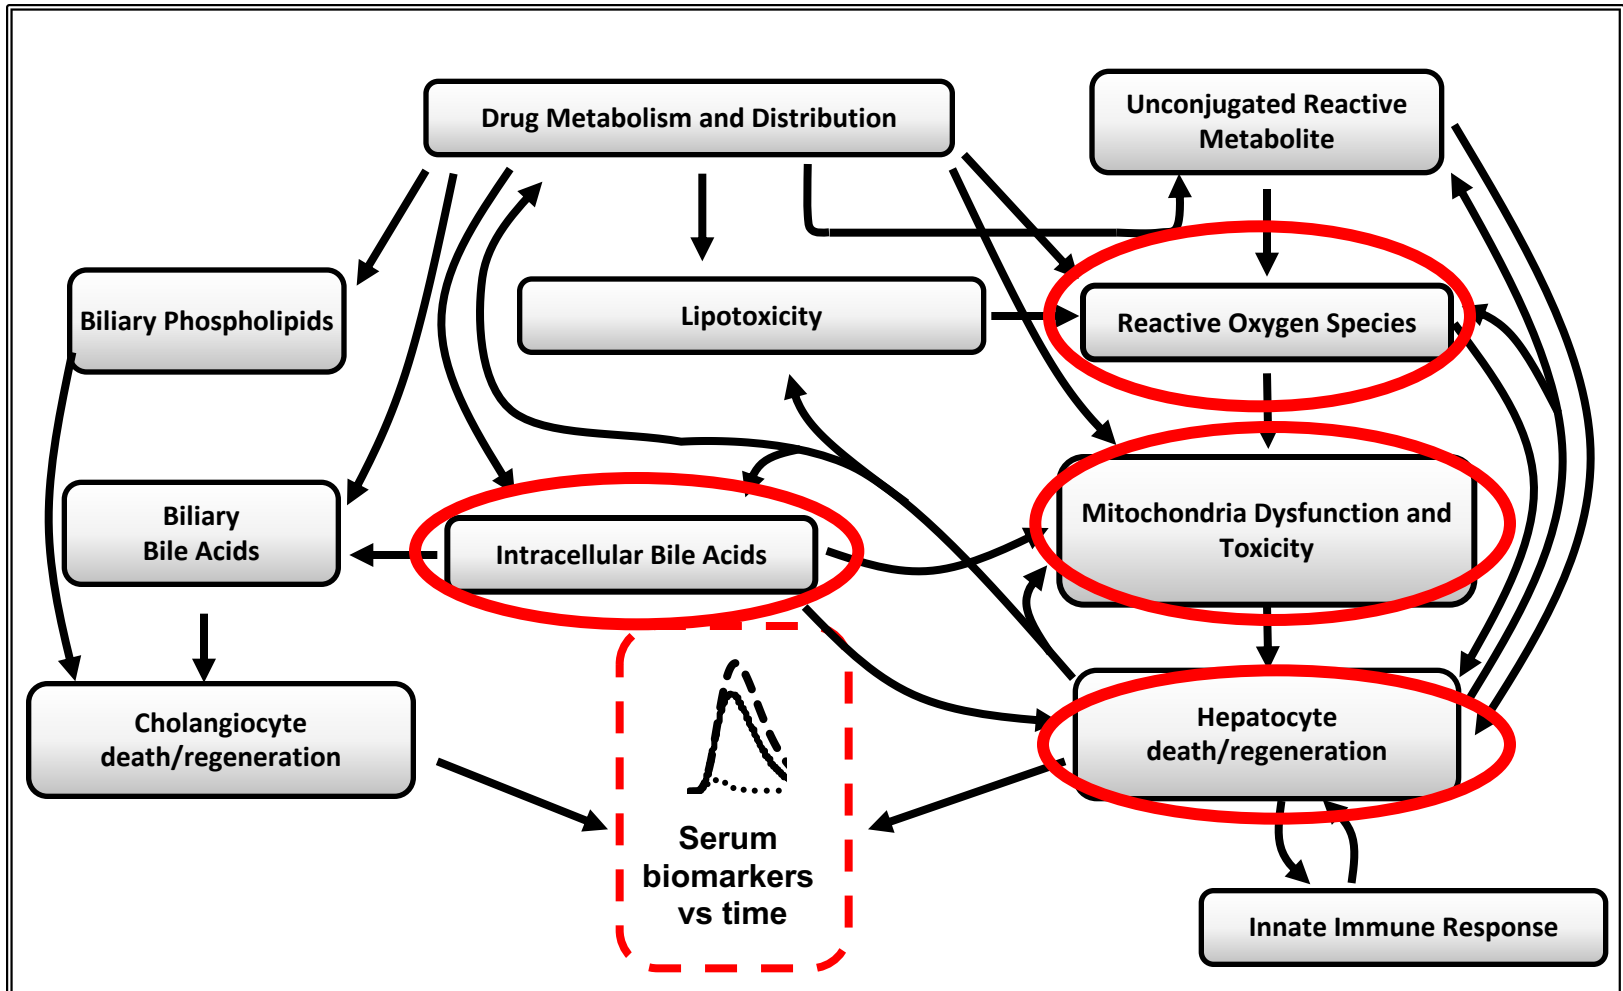 Drug Metabolism and Distribution
Unconjugated Reactive
Metabolite
Biliary Phospholipids
Lipotoxicity
Reactive Oxygen Species
Biliary
Bile Acids
Intracellular Bile Acids
Mitochondria Dysfunction and
Toxicity
Cholangiocyte
death/regeneration
Hepatocyte
death/regeneration
Serum
biomarkers
vs time
Innate Immune Response